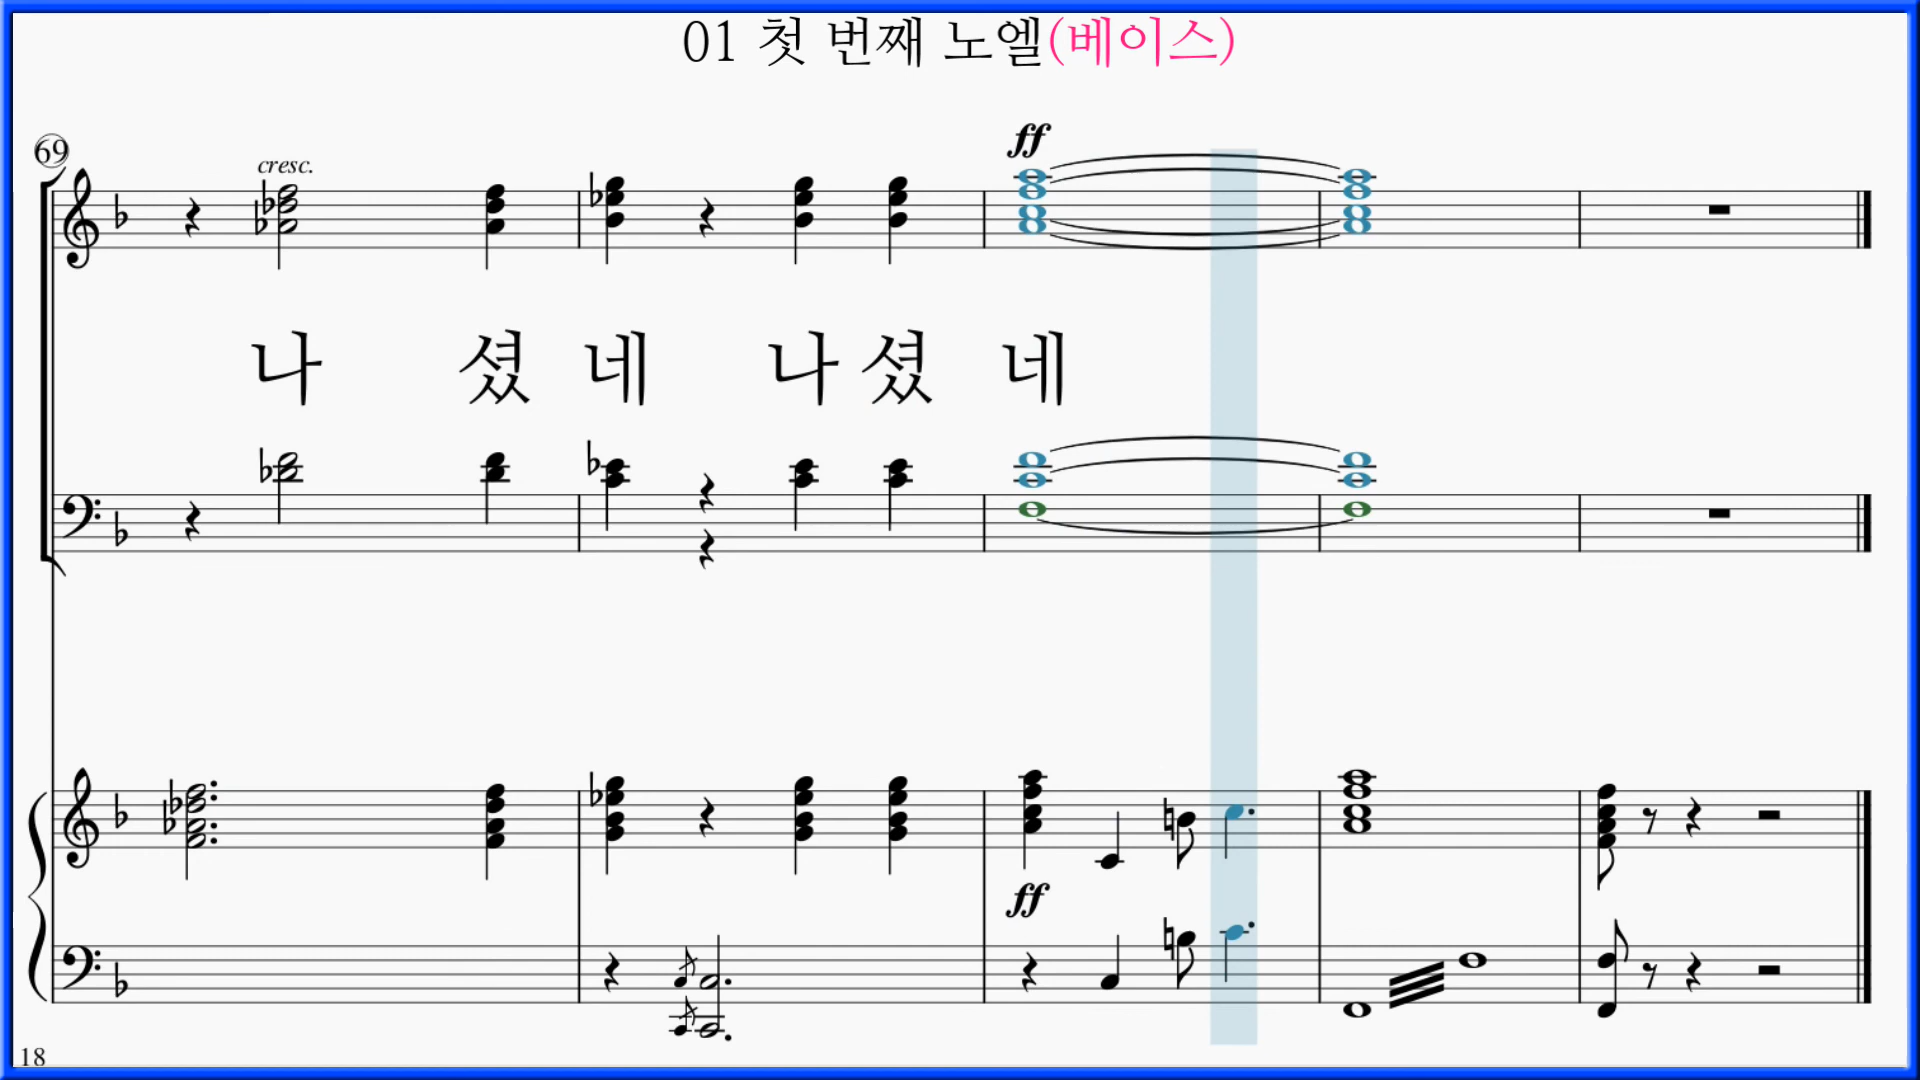 01 첫 번째 노엘(베이스)
69
cresc.
ff
나 셨 네 나 셨 네
ff
18